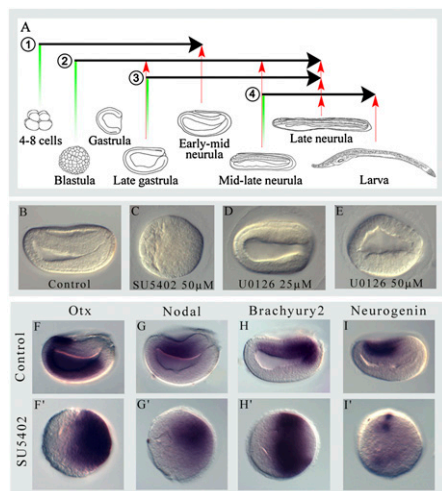 A
1
2
3
4
4-8 cells
Gastrula
Early-mid
neurula
Late neurula
Blastula
Late gastrula
Mid-late neurula
Larva
B
C
D
E
Control
SU5402 50µM
U0126 25µM
U0126 50µM
Otx
Nodal
Brachyury2
Neurogenin
Control
F
G
H
I
SU5402
F'
G'
H'
I'